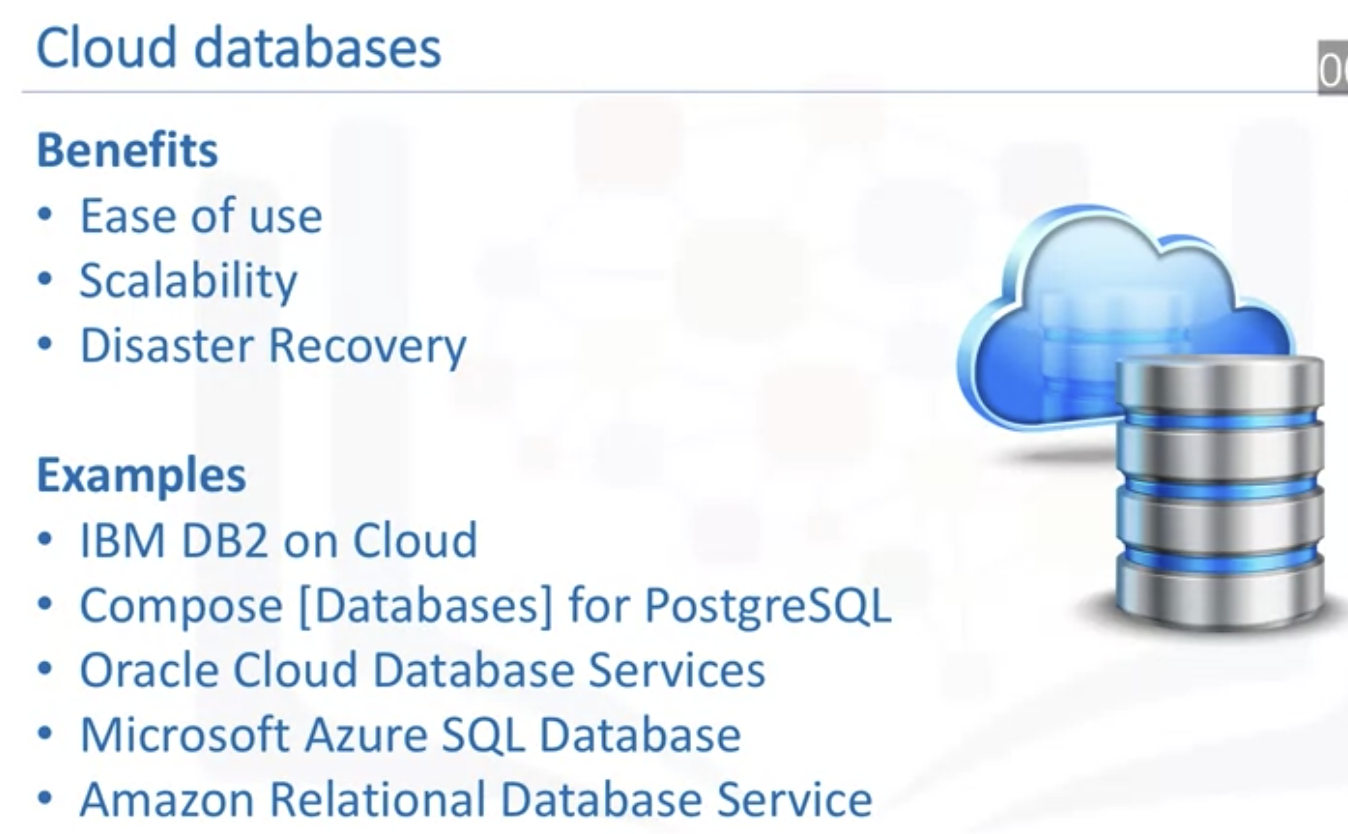 Cloud databases
Benefits
• Ease of use
• Scalability
• Disaster Recovery
Examples
• IBM DB2 on Cloud
• Compose [Databases] for PostgreSQL
• Oracle Cloud Database Services
• Microsoft Azure SQL Database
• Amazon Relational Database Service